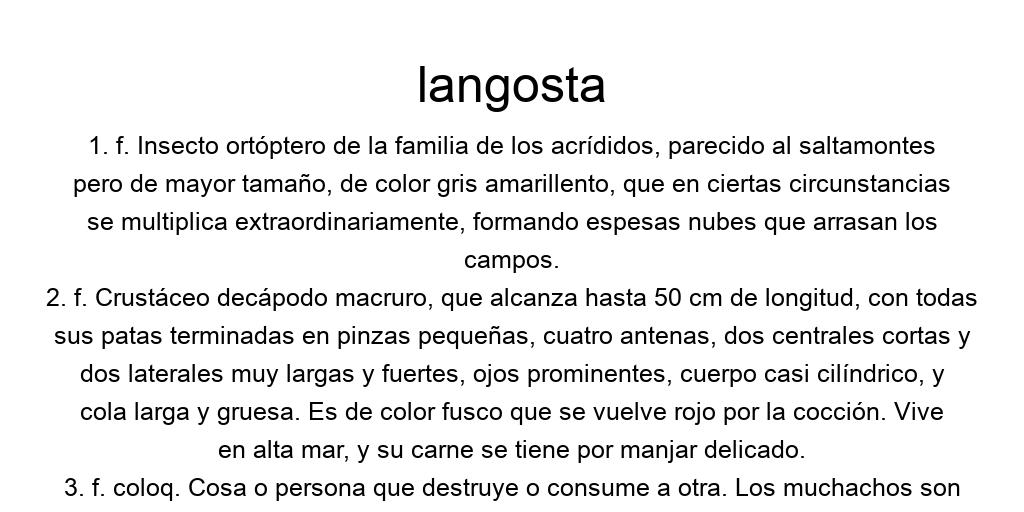 langosta
1. f. Insecto ortóptero de la familia de los acrídidos, parecido al saltamontes
pero de mayor tamaño, de color gris amarillento, que en ciertas circunstancias
se multiplica extraordinariamente, formando espesas nubes que arrasan los
campos.
2. f. Crustáceo decápodo macruro, que alcanza hasta 50 cm de longitud, con todas
sus patas terminadas en pinzas pequeñas, cuatro antenas, dos centrales cortas y
dos laterales muy largas y fuertes, ojos prominentes, cuerpo casi cilíndrico, y
cola larga y gruesa. Es de color fusco que se vuelve rojo por la cocción. Vive
en alta mar, y su carne se tiene por manjar delicado.
3. f. coloq. Cosa o persona que destruye o consume a otra. Los muchachos son